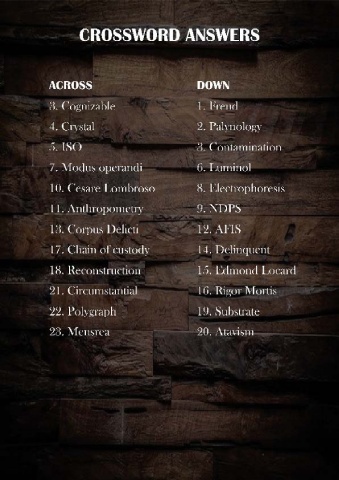 CROSSWORD ANSWERS
ACROSS
3. Cognizable
4. Crystal
5. ISO
7. Modus operandi
10. Cesare Lombroso
11. Anthropometry
13. Corpus Delicti
17. Chain of custody
18. Reconstruction
21. Circumstantial
22. Polygraph
23. Mensrea
DOWN
1. Freud
2. Palynology
3. Contamination
6. Luminol
8. Electrophoresis
9. NDPS
12. AFIS
14. Delinquent
15. Edmond Locard
16. Rigor Mortis
19. Substrate
20. Atavism